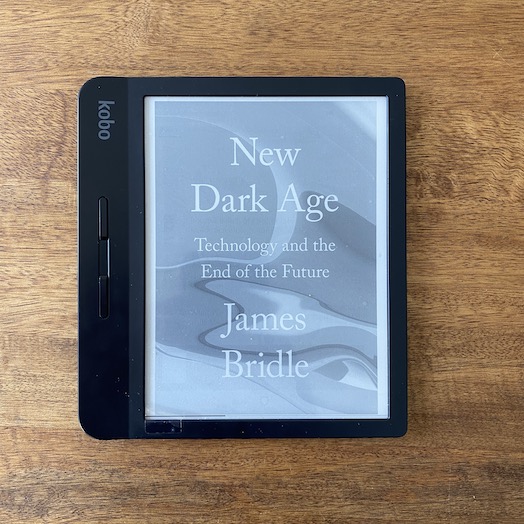 kobo
New
Dark Age
Technology and the
End of the Future
James
Bridle